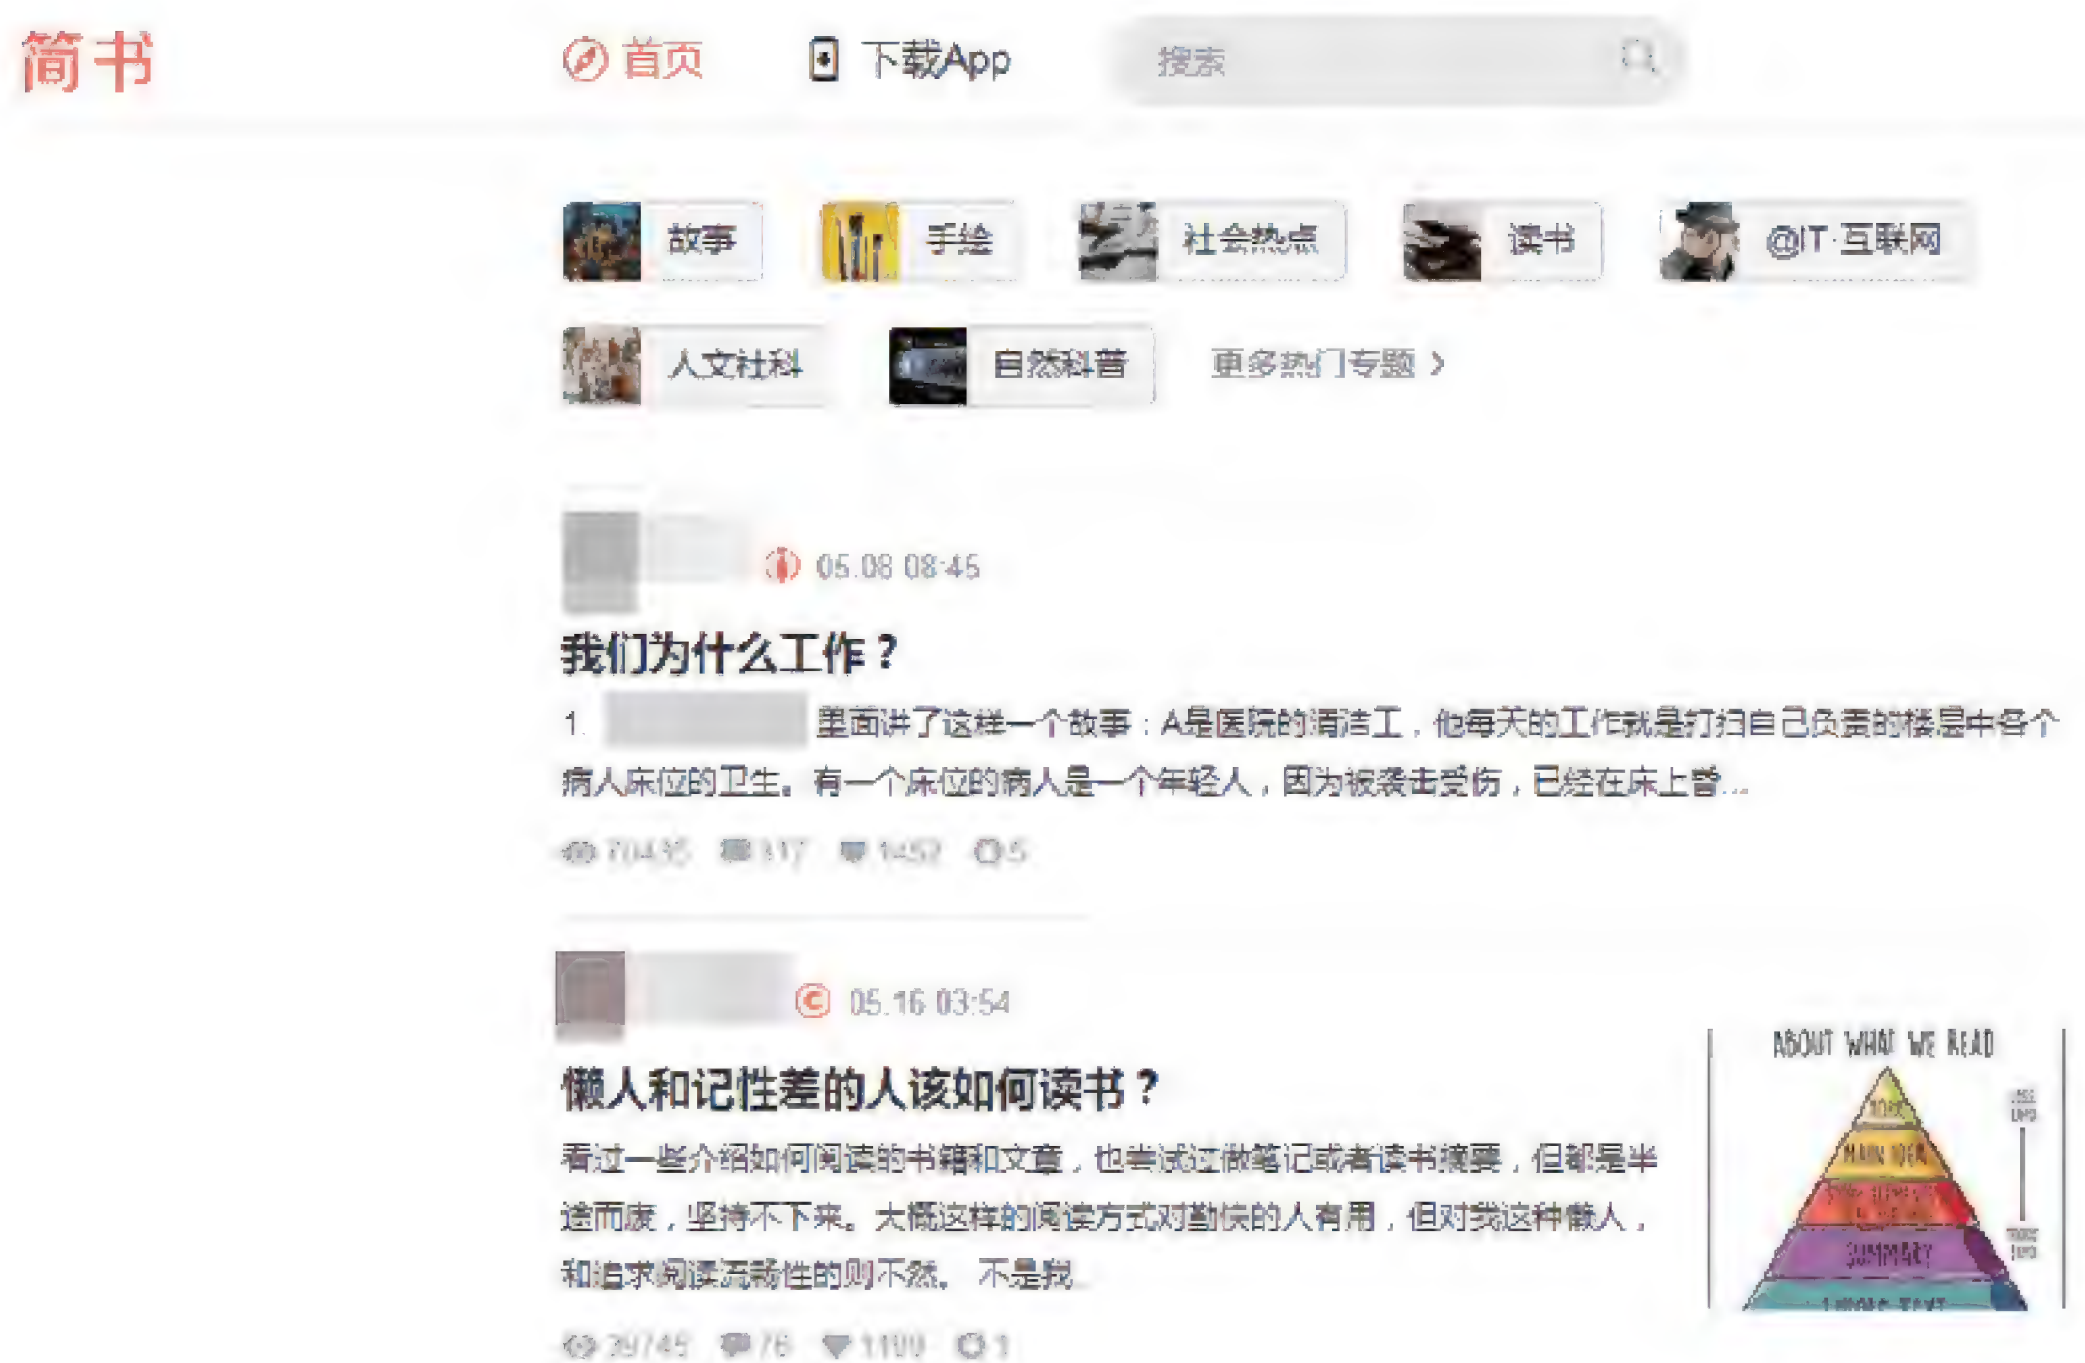 简书
首页 下载App 搜索
故事 手绘 社会热点 读书 @IT·互联网
人文社科 自然科普 更多热门专题 >
05.08 08:45
我们为什么工作？
1. 里面讲了这样一个故事：A是医院的清洁工，他每天的工作就是打扫自己负责的楼层中各个
病人床位的卫生。有一个床位的病人是一个年轻人，因为被袭击受伤，已经在床上昏...
70435 317 1452 5
05.16 03:54
懒人和记性差的人该如何读书？
看过一些介绍如何阅读的书籍和文章，也尝试过做笔记或者读书摘要，但都是半
途而废，坚持不下来。大概这样的阅读方式对勤快的人有用，但对我这种懒人，
和追求阅读流畅性的则不然。 不是我...
39745 76 1
ABOUT WHAT WE READ
MAIN IDEA
SUMMARY